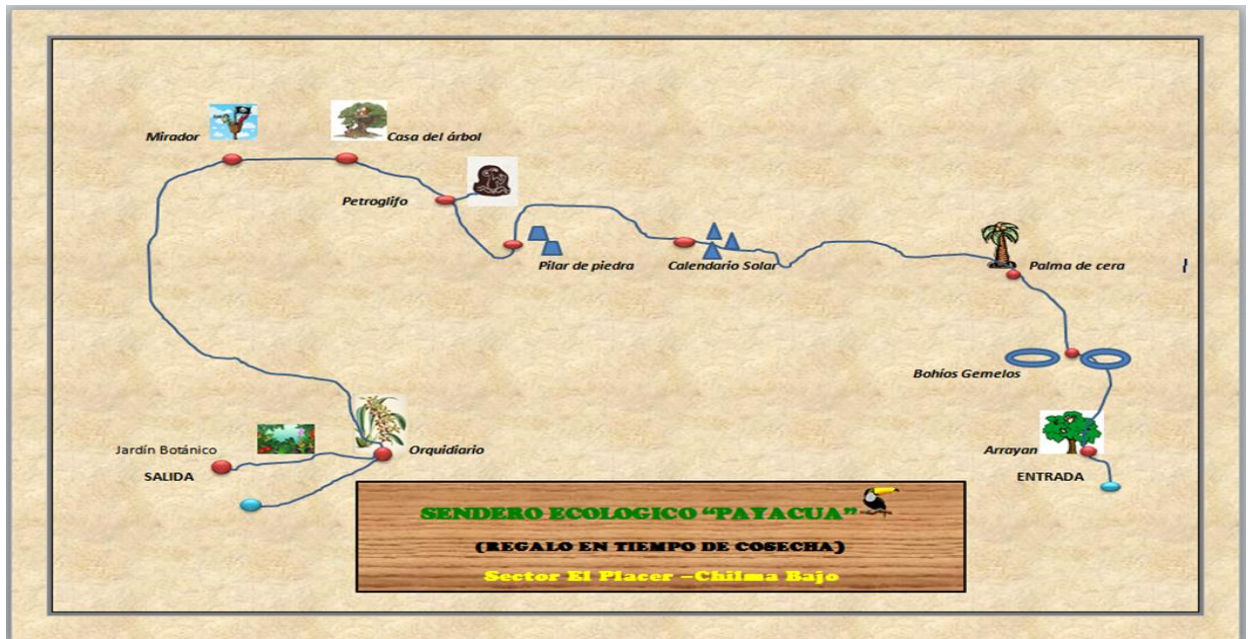 Mirador
Casa del árbol
Petroglifo
Pilar de piedra
Calendario Solar
Palma de cera
Bohíos Gemelos
Jardín Botánico
SALIDA
Orquidiario
Arrayan
ENTRADA
SENDERO ECOLOGICO “PAYACUA”
(REGALO EN TIEMPO DE COSECHA)
Sector El Placer –Chilma Bajo